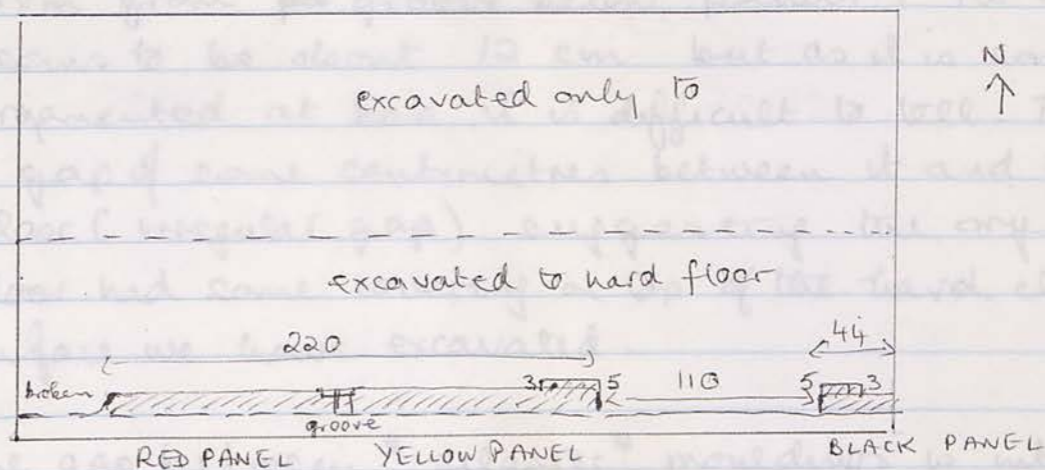 N
excavated only to
excavated to hard floor
220
44
broken
3
5
110
5
3
groove
RED PANEL YELLOW PANEL BLACK PANEL